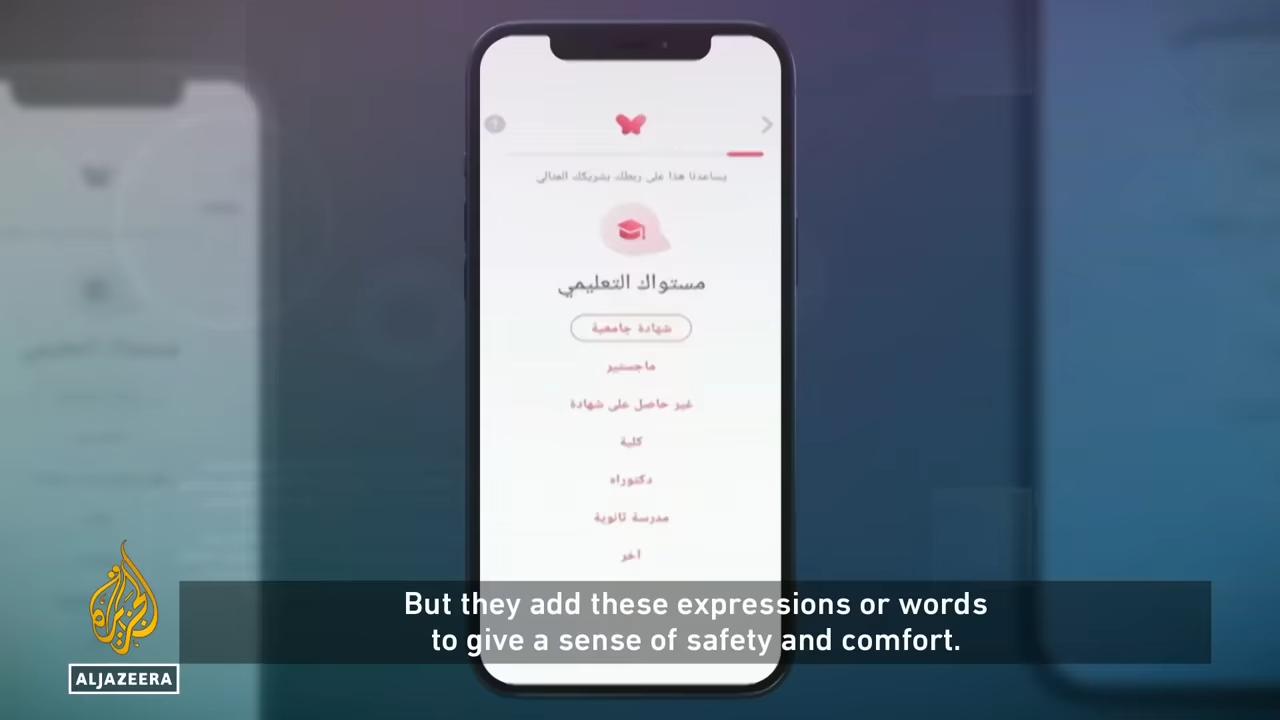 يساعدنا هذا على ربطك بشريكك المثالي
مستواك التعليمي
شهادة جامعية
ماجستير
غير حاصل على شهادة
كلية
دكتوراه
مدرسة ثانوية
آخر
But they add these expressions or words
to give a sense of safety and comfort.
الجزيرة
ALJAZEERA